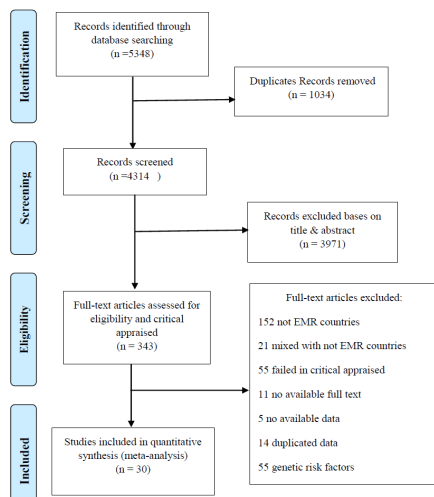 Identification
Records identified through
database searching
(n =5348)
Duplicates Records removed
(n = 1034)
Screening
Records screened
(n =4314 )
Records excluded bases on
title & abstract
(n = 3971)
Eligibility
Full-text articles assessed for
eligibility and critical
appraised
(n = 343)
Full-text articles excluded:
152 not EMR countries
21 mixed with not EMR countries
55 failed in critical appraised
11 no available full text
5 no available data
14 duplicated data
55 genetic risk factors
Included
Studies included in quantitative
synthesis (meta-analysis)
(n = 30)